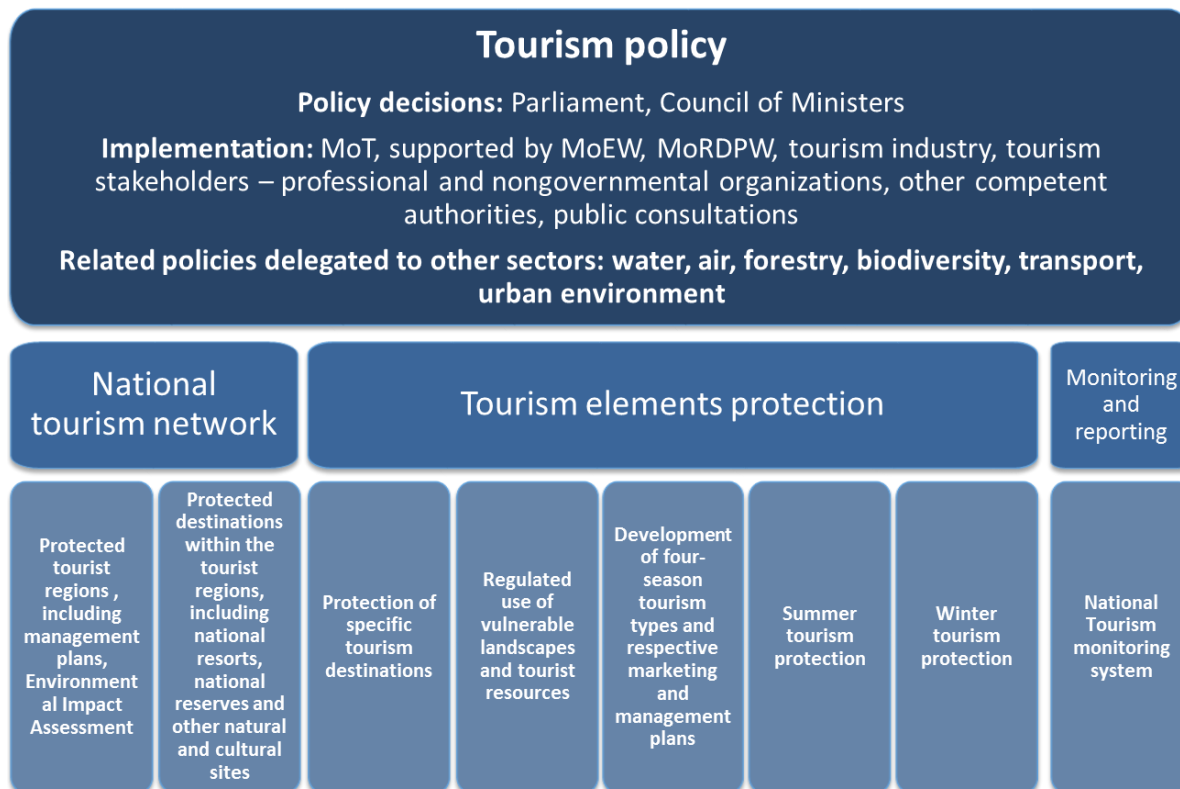 Tourism policy
Policy decisions: Parliament, Council of Ministers
Implementation: MoT, supported by MoEW, MoRDPW, tourism industry, tourism
stakeholders – professional and nongovernmental organizations, other competent
authorities, public consultations
Related policies delegated to other sectors: water, air, forestry, biodiversity, transport,
urban environment
National
tourism network
Tourism elements protection
Monitoring
and
reporting
Protected
tourist
regions ,
including
management
plans,
Environment
al Impact
Assessment
Protected
destinations
within the
tourist
regions,
including
national
resorts,
national
reserves and
other natural
and cultural
sites
Protection of
specific
tourism
destinations
Regulated
use of
vulnerable
landscapes
and tourist
resources
Development
of four-
season
tourism
types and
respective
marketing
and
management
plans
Summer
tourism
protection
Winter
tourism
protection
National
Tourism
monitoring
system